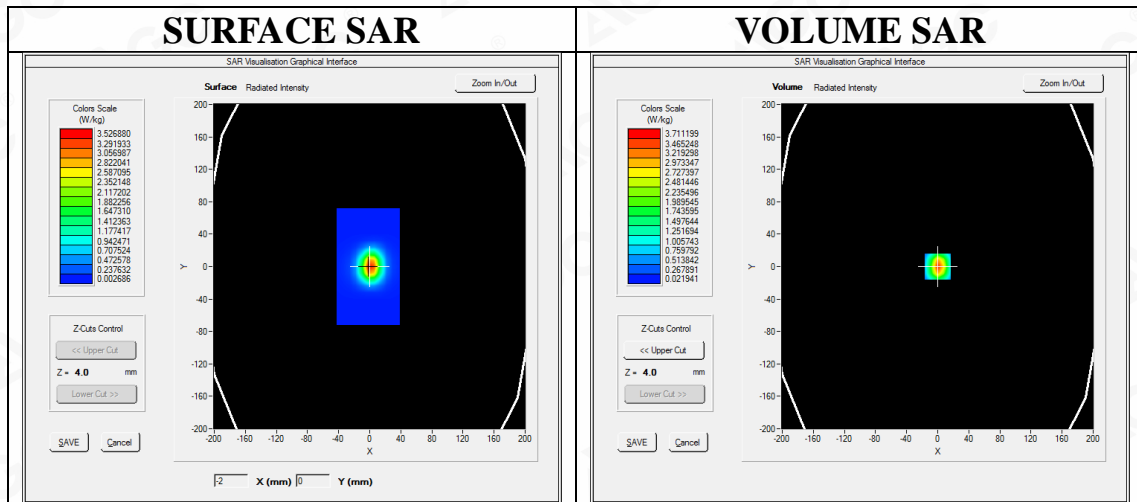 SURFACE SAR
VOLUME SAR
SAR Visualisation Graphical Interface
Surface Radiated Intensity
Zoom In/Out
Colors Scale
(W/kg)
3.526880
3.291933
3.056987
2.822041
2.587095
2.352148
2.117202
1.882256
1.647310
1.412363
1.177417
0.942471
0.707524
0.472578
0.237632
0.002686
Z-Cuts Control
<< Upper Cut
Z = 4.0 mm
Lower Cut >>
SAVE Cancel
200
160
120
80
40
0
-40
-80
-120
-160
-200
Y
-200 -160 -120 -80 -40 0 40 80 120 160 200
X
-2 X (mm) 0 Y (mm)
SAR Visualisation Graphical Interface
Volume Radiated Intensity
Zoom In/Out
Colors Scale
(W/kg)
3.711199
3.465248
3.219298
2.973347
2.727397
2.481446
2.235496
1.989545
1.743595
1.497644
1.251694
1.005743
0.759792
0.513842
0.267891
0.021941
Z-Cuts Control
<< Upper Cut
Z = 4.0 mm
Lower Cut >>
SAVE Cancel
200
160
120
80
40
0
-40
-80
-120
-160
-200
Y
-200 -160 -120 -80 -40 0 40 80 120 160 200
X